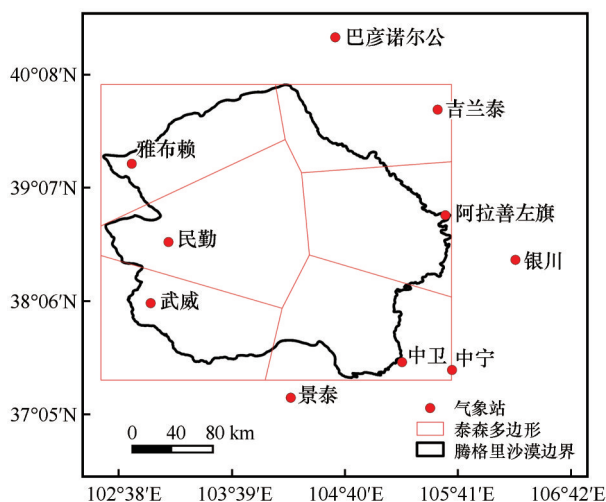 巴彦诺尔公
40°08′N
吉兰泰
雅布赖
39°07′N
阿拉善左旗
民勤
银川
38°06′N
武威
中卫
中宁
景泰
37°05′N
气象站
泰森多边形
腾格里沙漠边界
0 40 80 km
102°38′E 103°39′E 104°40′E 105°41′E 106°42′E